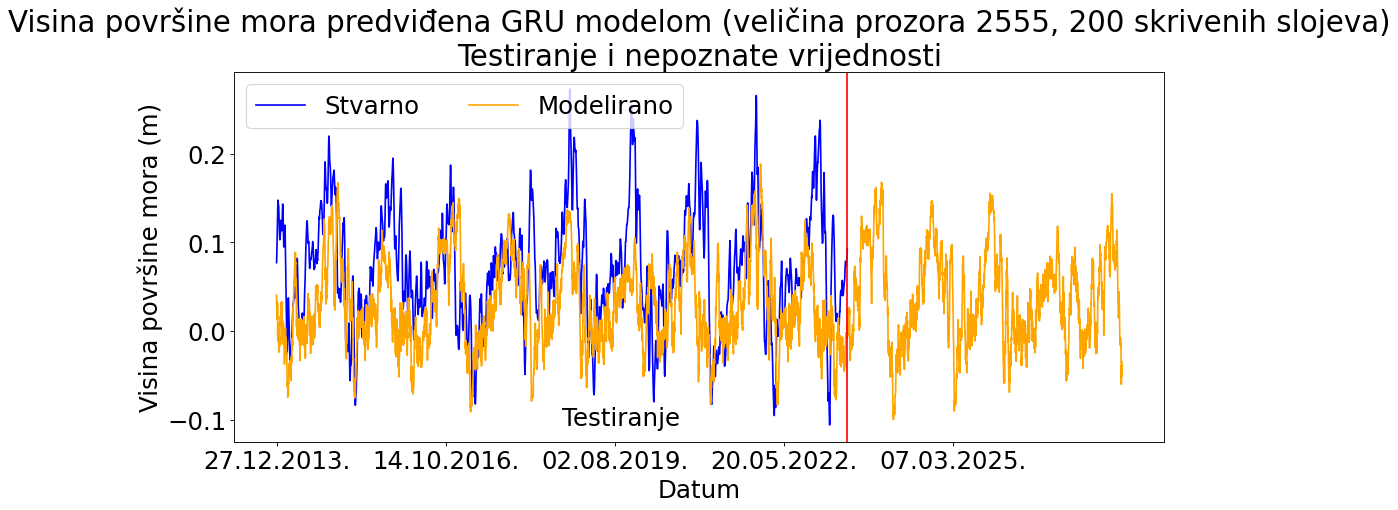 Visina površine mora predviđena GRU modelom (veličina prozora 2555, 200 skrivenih slojeva)
Testiranje i nepoznate vrijednosti
Stvarno Modelirano
Visina površine mora (m)
0.2
0.1
0.0
−0.1
Testiranje
27.12.2013. 14.10.2016. 02.08.2019. 20.05.2022. 07.03.2025.
Datum